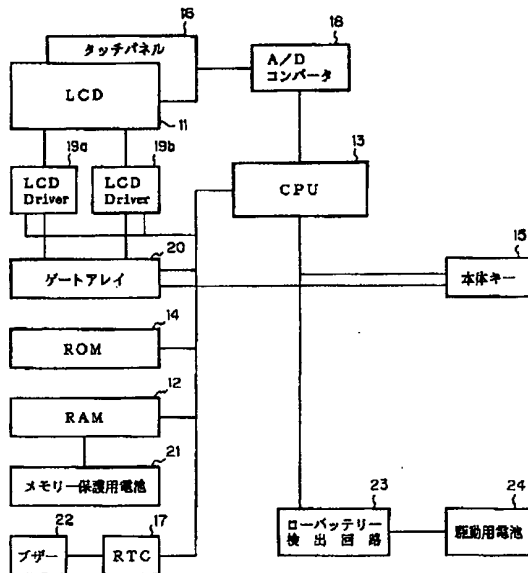 16
タッチパネル
18
A/D
コンバータ
LCD
11
19a
19b
13
LCD
Driver
LCD
Driver
CPU
20
15
ゲートアレイ
本体キー
14
ROM
12
RAM
21
メモリー保護用電池
23
24
22
17
ローバッテリー
検出回路
駆動用電池
ブザー
RTC